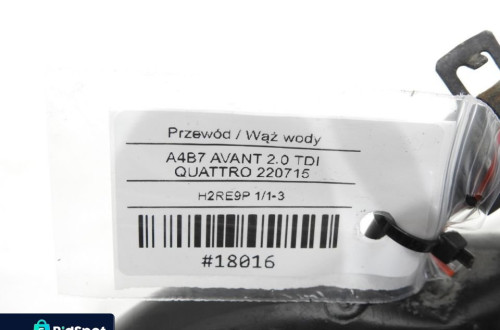 Przewód / Wąż wody
A4B7 AVANT 2.0 TDI
QUATTRO 220715
H2RE9P 1/1-3
#18016